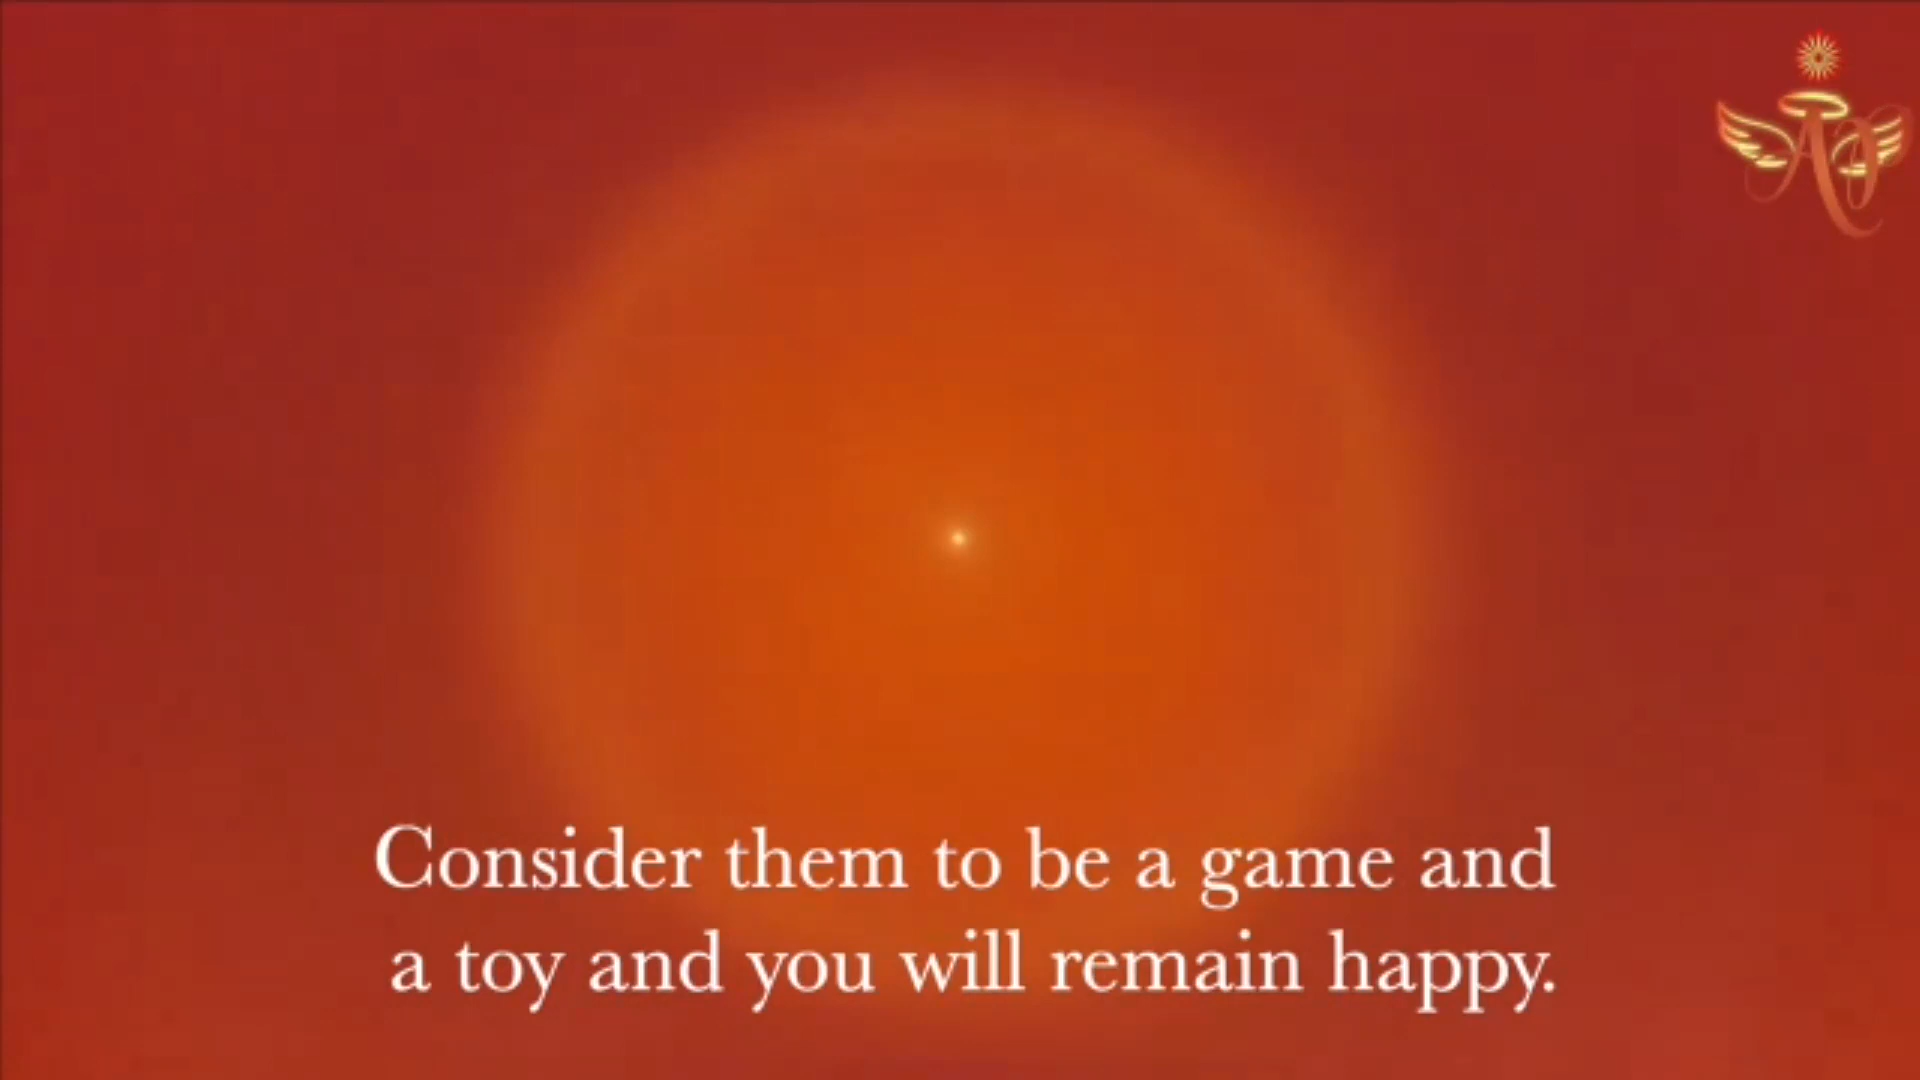 Consider them to be a game and
a toy and you will remain happy.